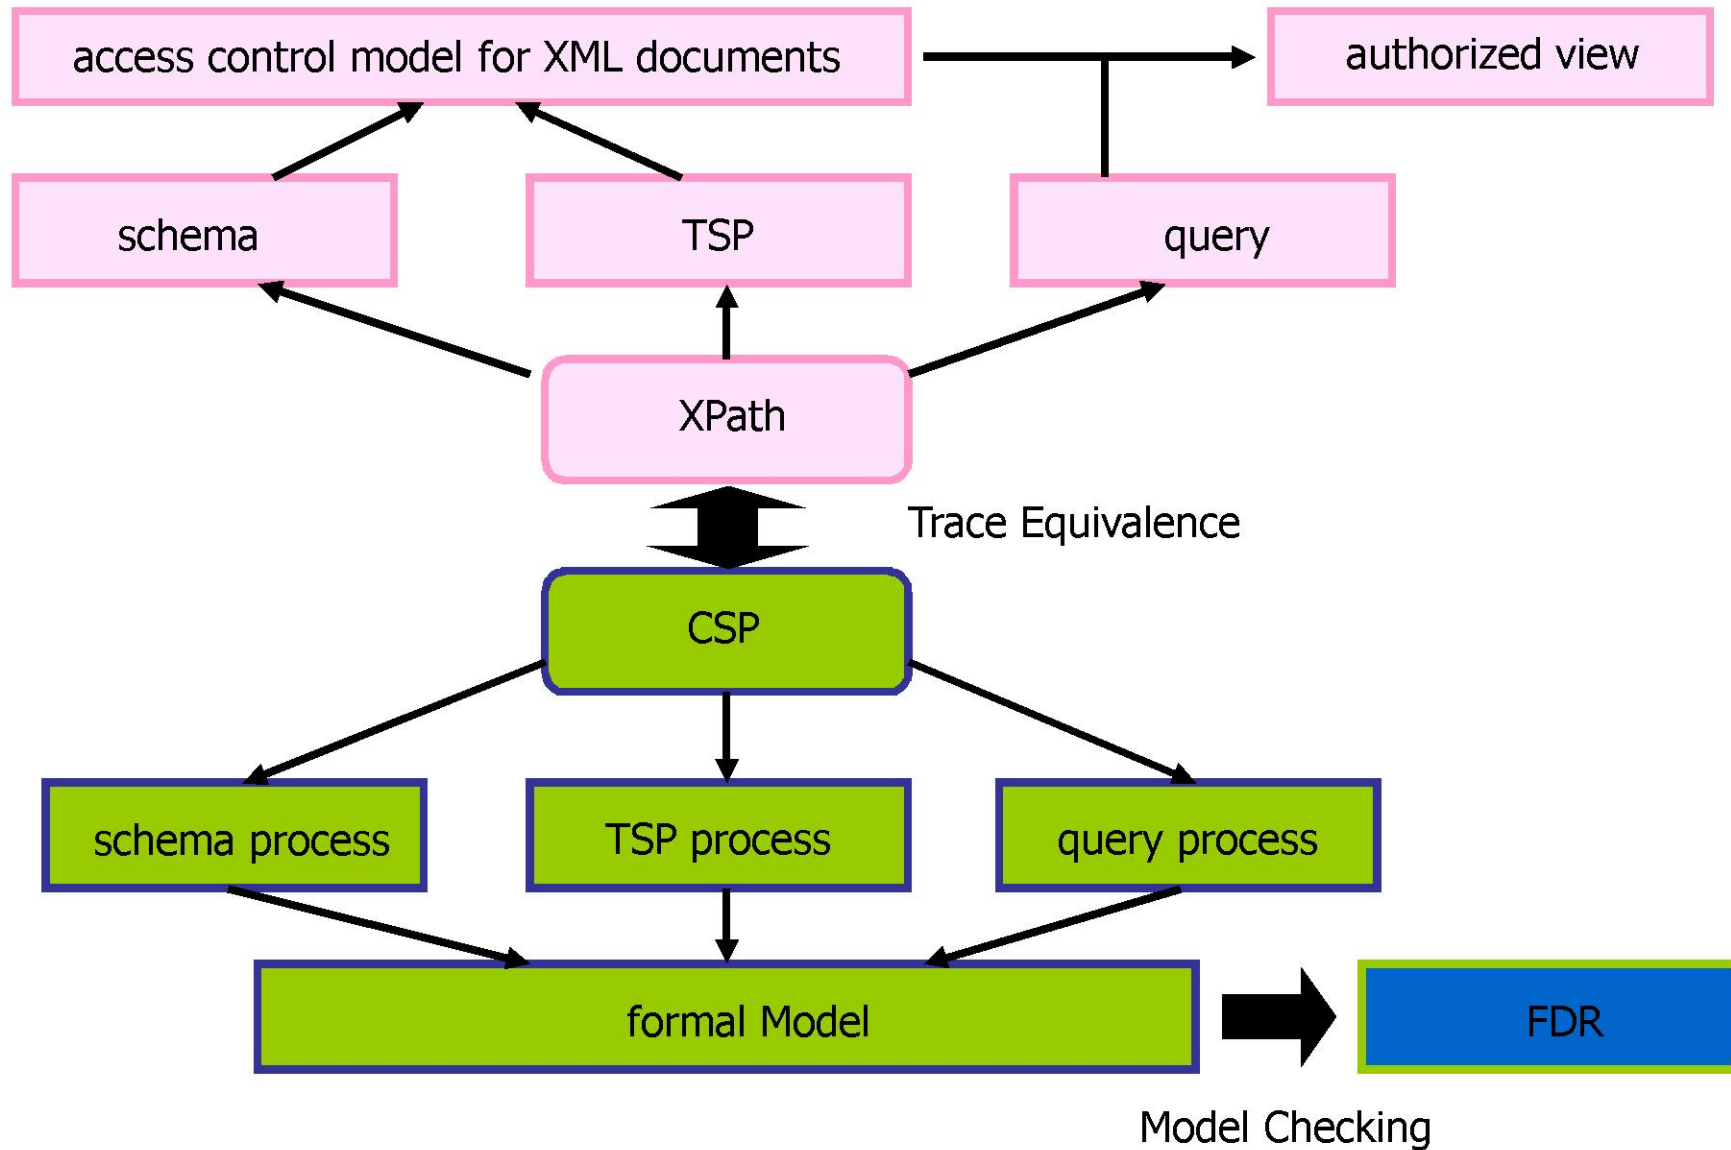 access control model for XML documents
authorized view
schema
TSP
query
XPath
Trace Equivalence
CSP
schema process
TSP process
query process
formal Model
FDR
Model Checking